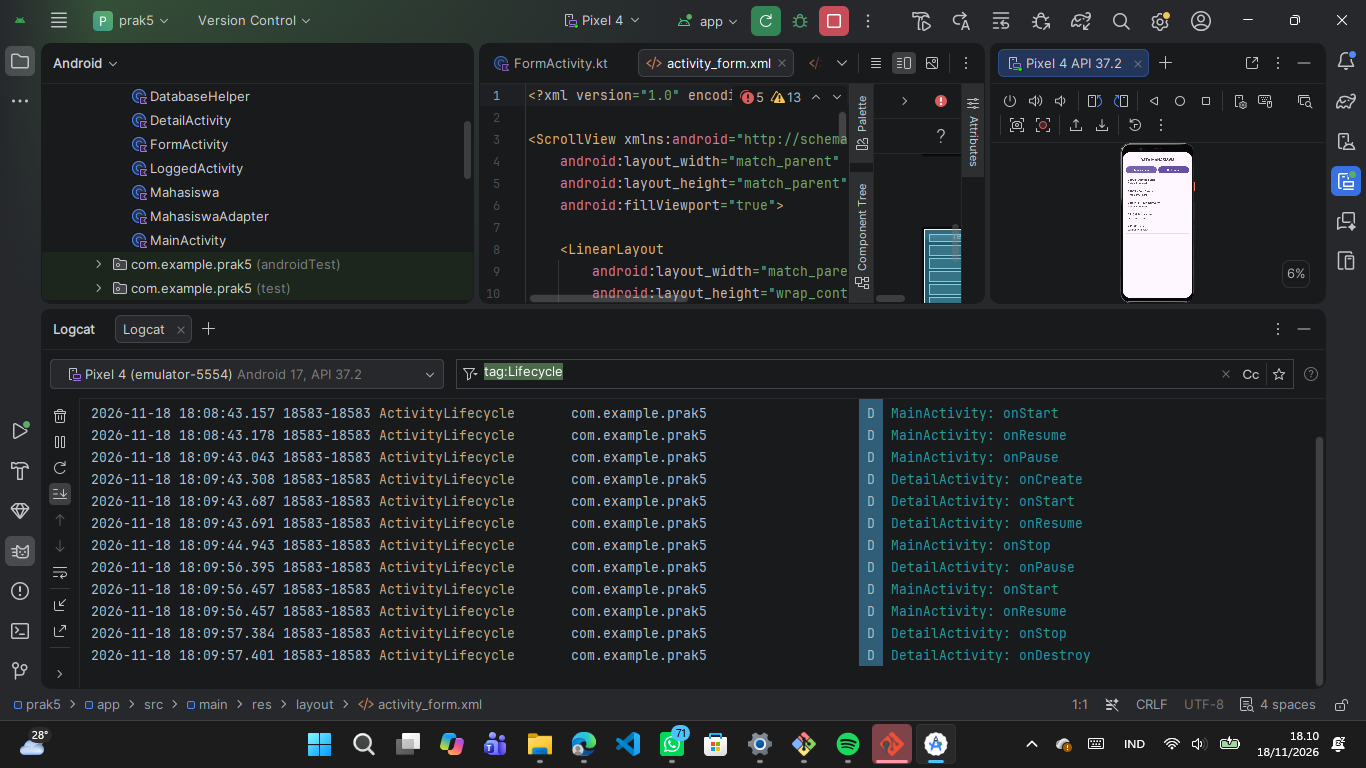 P prak5 Version Control Pixel 4 app
Android
DatabaseHelper
DetailActivity
FormActivity
LoggedActivity
Mahasiswa
MahasiswaAdapter
MainActivity
com.example.prak5 (androidTest)
com.example.prak5 (test)
FormActivity.kt activity_form.xml
1 <?xml version="1.0" encodi 5 13
2
3 <ScrollView xmlns:android="http://schema
4 android:layout_width="match_parent"
5 android:layout_height="match_parent"
6 android:fillViewport="true">
7
8 <LinearLayout
9 android:layout_width="match_pare
10 android:layout_height="wrap_cont
Palette
Component Tree
?
Attributes
Pixel 4 API 37.2
6%
Logcat Logcat
Pixel 4 (emulator-5554) Android 17, API 37.2 tag:Lifecycle Cc
2026-11-18 18:08:43.157 18583-18583 ActivityLifecycle com.example.prak5 D MainActivity: onStart
2026-11-18 18:08:43.178 18583-18583 ActivityLifecycle com.example.prak5 D MainActivity: onResume
2026-11-18 18:09:43.043 18583-18583 ActivityLifecycle com.example.prak5 D MainActivity: onPause
2026-11-18 18:09:43.308 18583-18583 ActivityLifecycle com.example.prak5 D DetailActivity: onCreate
2026-11-18 18:09:43.687 18583-18583 ActivityLifecycle com.example.prak5 D DetailActivity: onStart
2026-11-18 18:09:43.691 18583-18583 ActivityLifecycle com.example.prak5 D DetailActivity: onResume
2026-11-18 18:09:44.943 18583-18583 ActivityLifecycle com.example.prak5 D MainActivity: onStop
2026-11-18 18:09:56.395 18583-18583 ActivityLifecycle com.example.prak5 D DetailActivity: onPause
2026-11-18 18:09:56.457 18583-18583 ActivityLifecycle com.example.prak5 D MainActivity: onStart
2026-11-18 18:09:56.457 18583-18583 ActivityLifecycle com.example.prak5 D MainActivity: onResume
2026-11-18 18:09:57.384 18583-18583 ActivityLifecycle com.example.prak5 D DetailActivity: onStop
2026-11-18 18:09:57.401 18583-18583 ActivityLifecycle com.example.prak5 D DetailActivity: onDestroy
prak5 > app > src > main > res > layout > activity_form.xml 1:1 CRLF UTF-8 4 spaces
28° 71 IND 18.10
18/11/2026